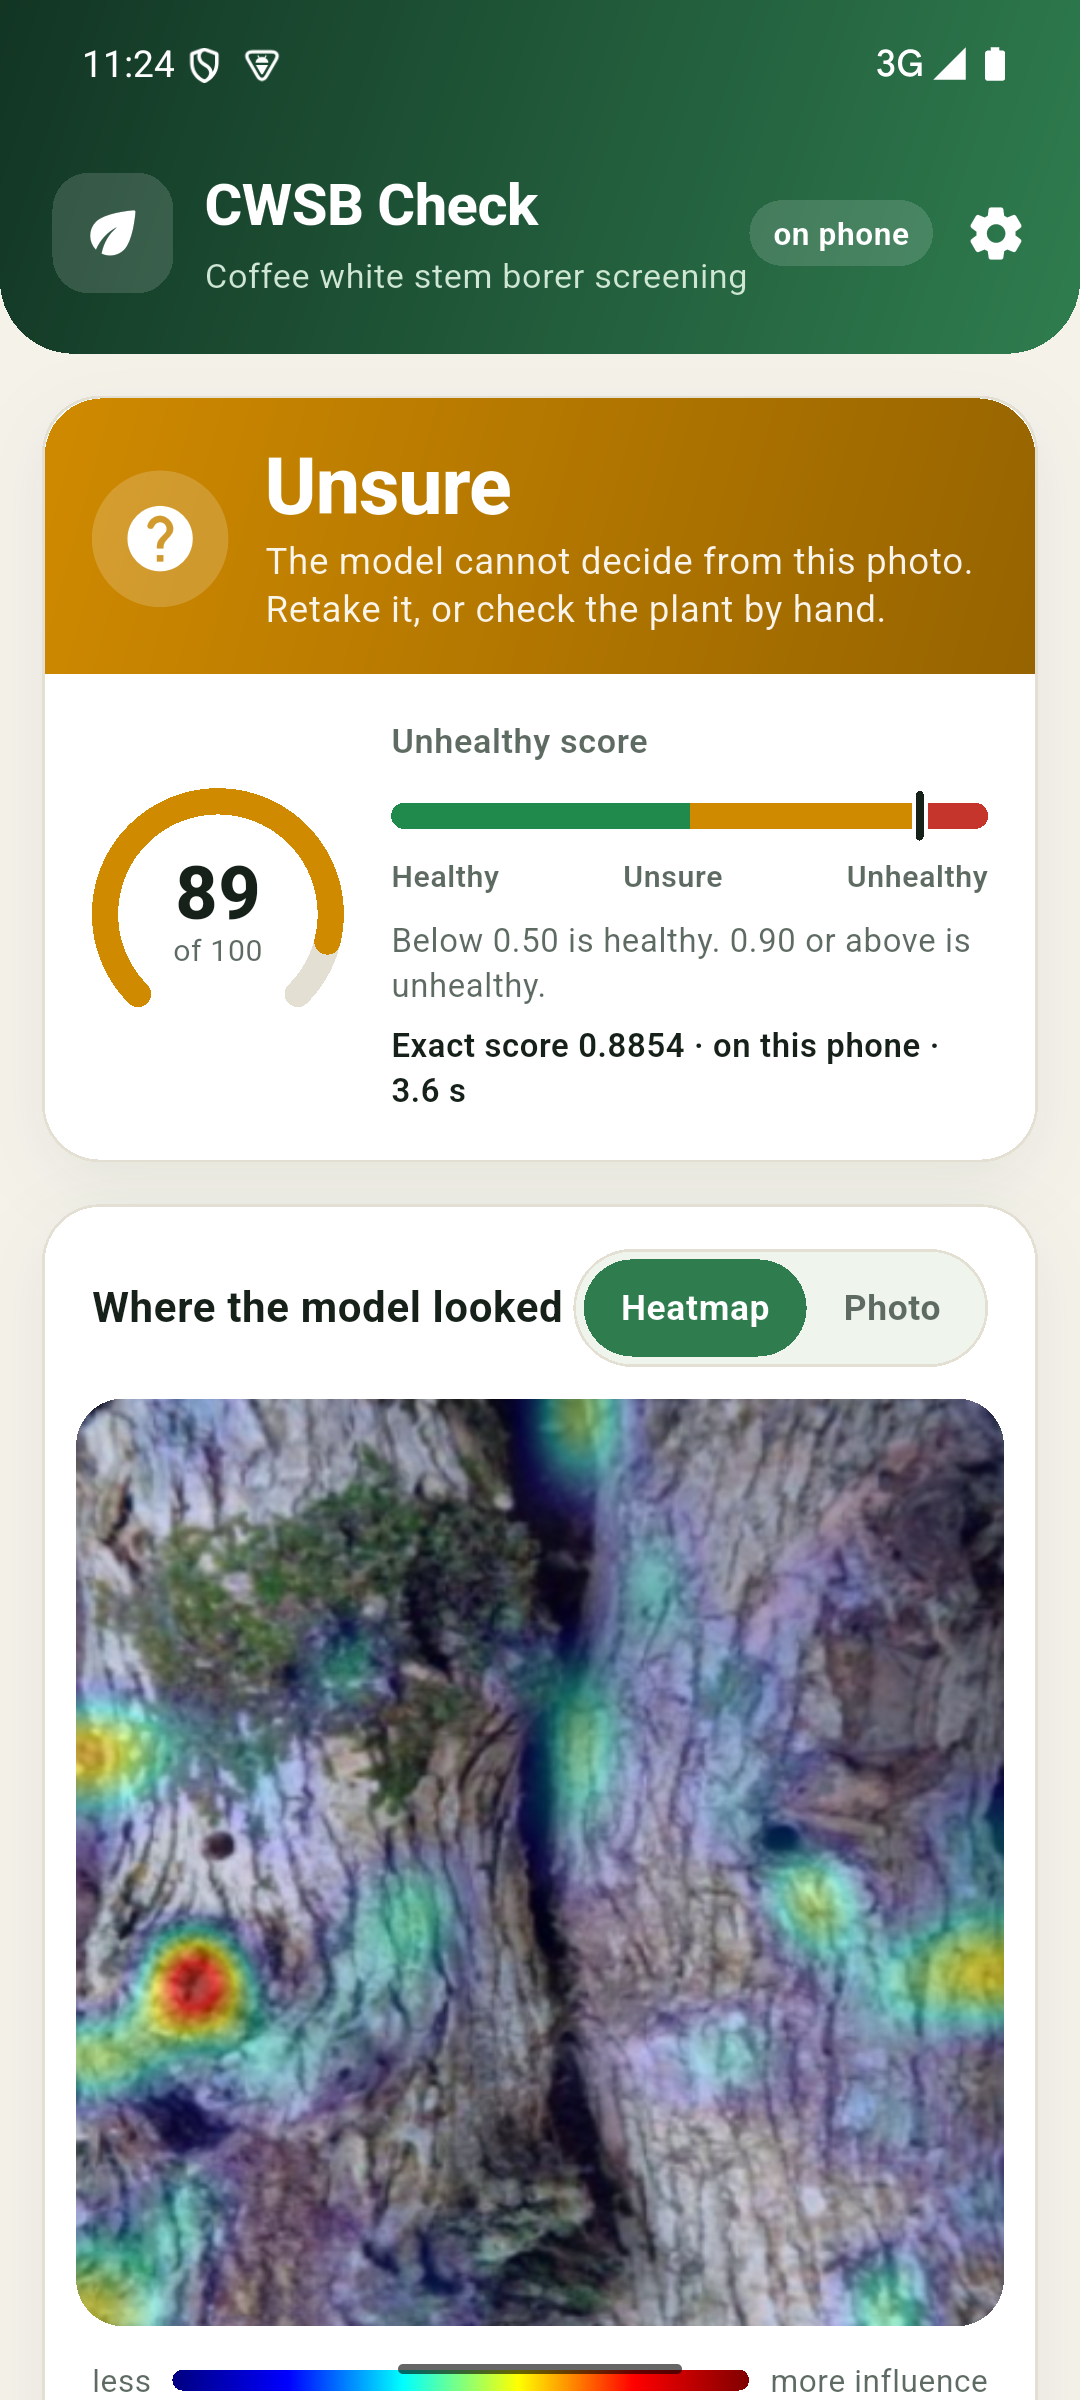 11:24
3G
CWSB Check
Coffee white stem borer screening
on phone
Unsure
The model cannot decide from this photo.
Retake it, or check the plant by hand.
Unhealthy score
89
of 100
Healthy Unsure Unhealthy
Below 0.50 is healthy. 0.90 or above is
unhealthy.
Exact score 0.8854 · on this phone ·
3.6 s
Where the model looked
Heatmap Photo
less more influence